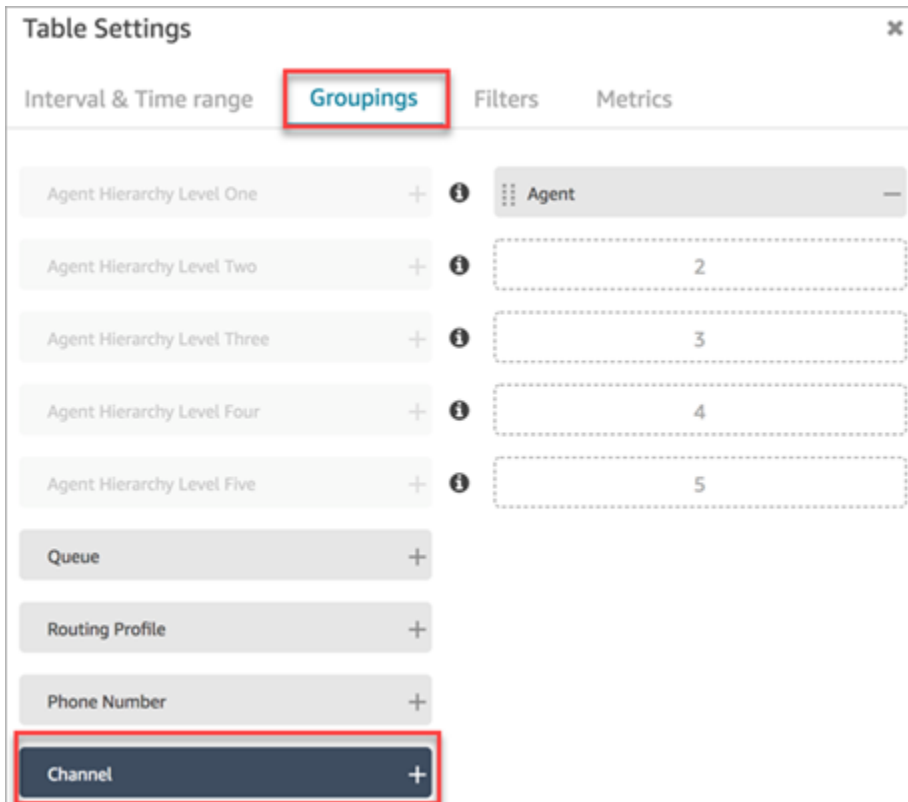 Table Settings
Interval & Time range Groupings Filters Metrics
Agent Hierarchy Level One Agent
Agent Hierarchy Level Two 2
Agent Hierarchy Level Three 3
Agent Hierarchy Level Four 4
Agent Hierarchy Level Five 5
Queue
Routing Profile
Phone Number
Channel